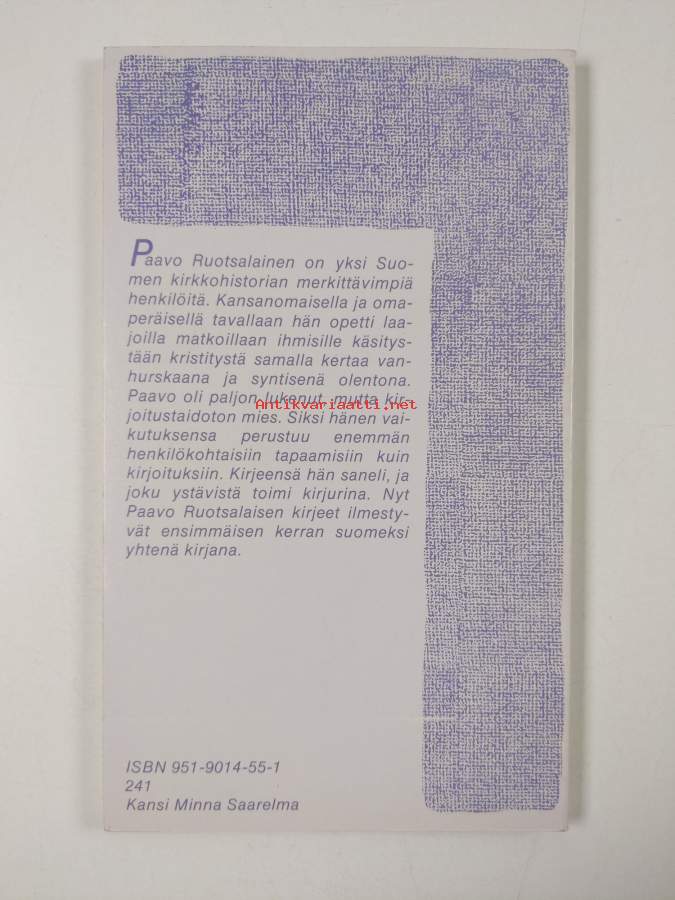 Paavo Ruotsalainen on yksi Suo-
men kirkkohistorian merkittävimpiä
henkilöitä. Kansanomaisella ja oma-
peräisellä tavallaan hän opetti laa-
joilla matkoillaan ihmisille käsitys-
tään kristitystä samalla kertaa van-
hurskaana ja syntisenä olentona.
Paavo oli paljon lukenut, mutta kir-
Antikvariaatti.net
joitustaidoton mies. Siksi hänen vai-
kutuksensa perustuu enemmän
henkilökohtaisiin tapaamisiin kuin
kirjoituksiin. Kirjeensä hän saneli, ja
joku ystävistä toimi kirjurina. Nyt
Paavo Ruotsalaisen kirjeet ilmesty-
vät ensimmäisen kerran suomeksi
yhtenä kirjana.
ISBN 951-9014-55-1
241
Kansi Minna Saarelma